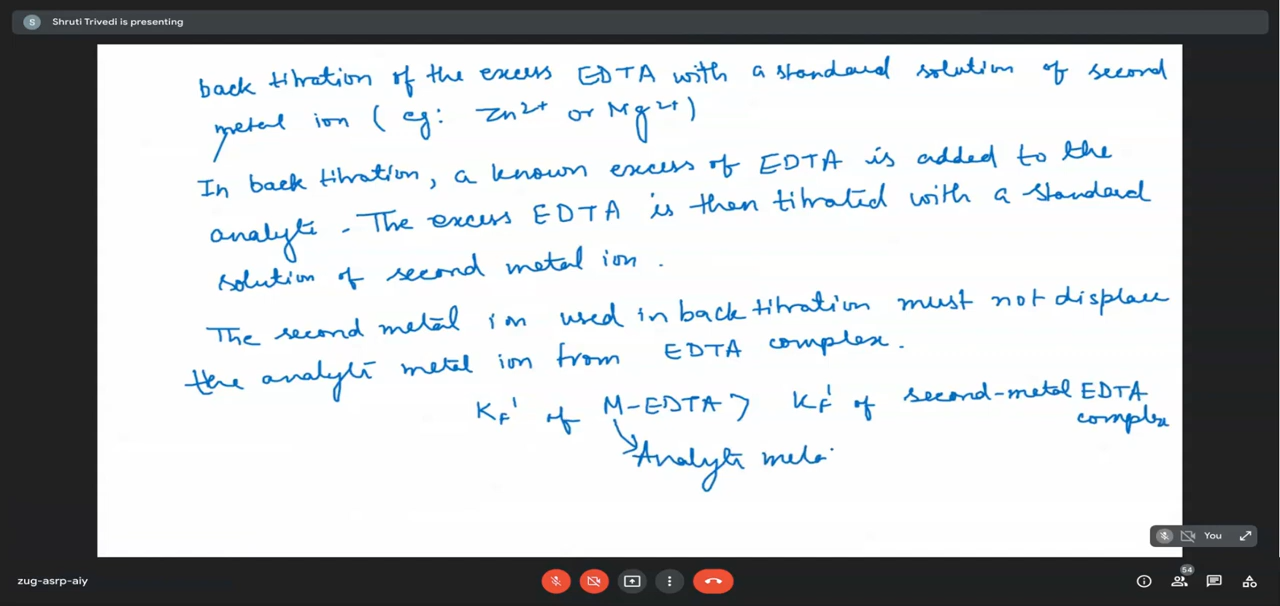 S Shruti Trivedi is presenting
back titration of the excess EDTA with a standard solution of second
metal ion ( eg: Zn²⁺ or Mg²⁺)
In back titration, a known excess of EDTA is added to the
analyte. The excess EDTA is then titrated with a standard
solution of second metal ion.
The second metal ion used in back titration must not displace
the analyte metal ion from EDTA complex.
KF' of M-EDTA > KF' of second-metal EDTA
complex
Analyte meta
You
zug-asrp-aiy
54